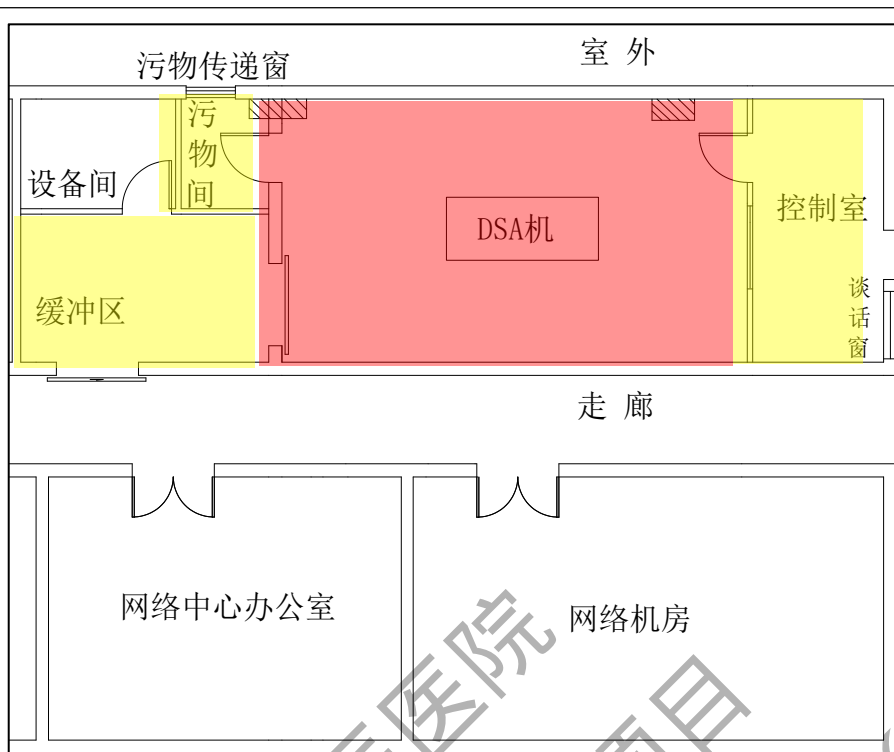 室 外
污物传递窗
污物间
设备间
DSA机
控制室
缓冲区
谈话窗
走 廊
网络中心办公室
网络机房
医院
项目